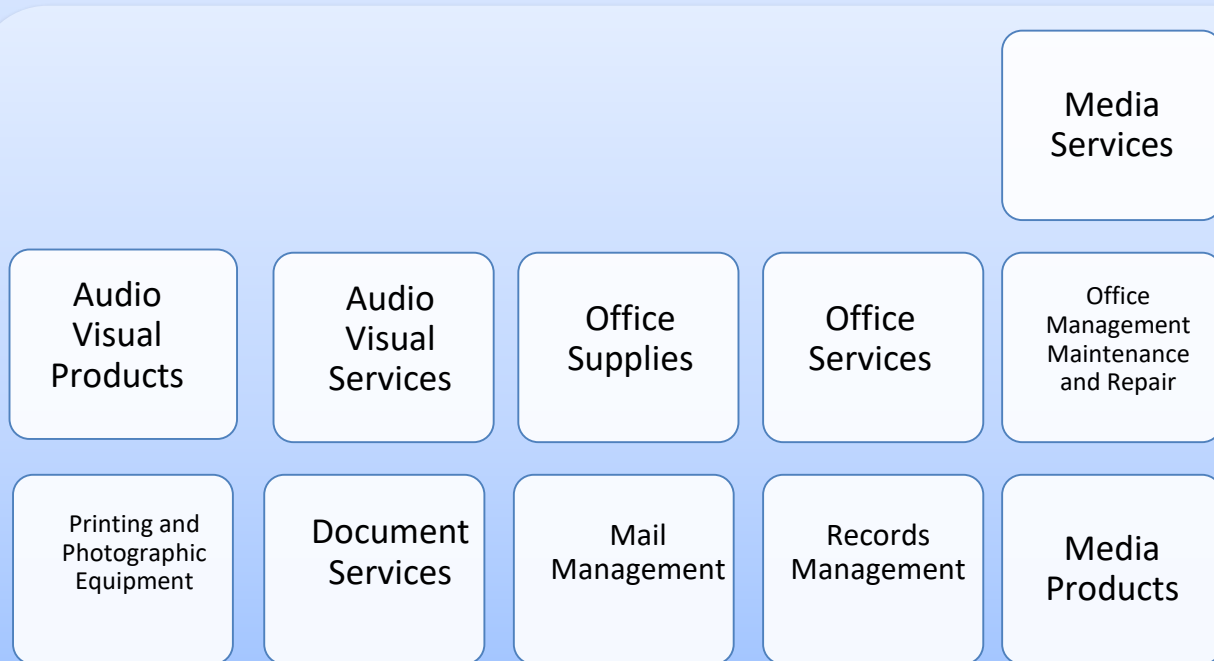 Media
Services
Audio
Visual
Products
Audio
Visual
Services
Office
Supplies
Office
Services
Office
Management
Maintenance
and Repair
Printing and
Photographic
Equipment
Document
Services
Mail
Management
Records
Management
Media
Products